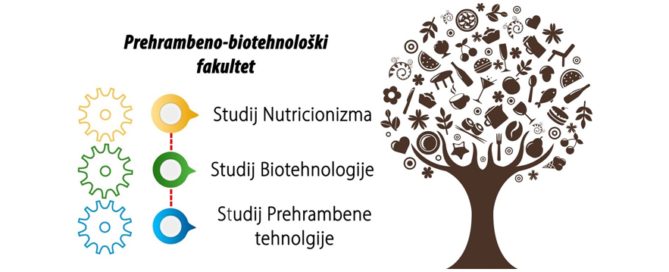 Prehrambeno-biotehnološki
fakultet
Studij Nutricionizma
Studij Biotehnologije
Studij Prehrambene
tehnolgije